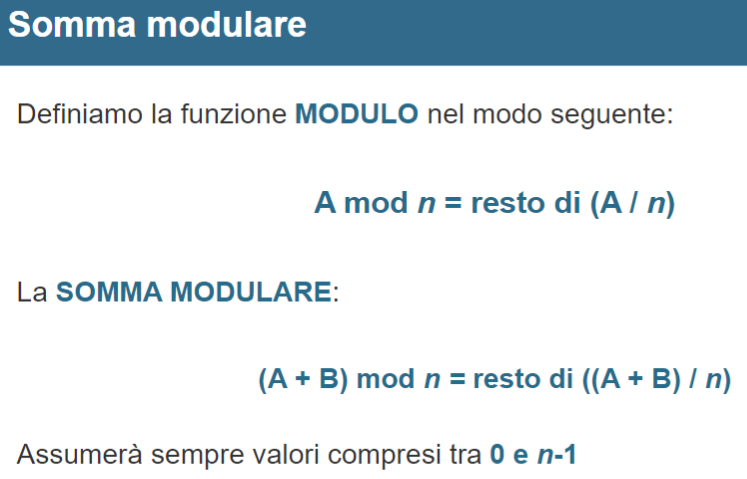 Somma modulare
Definiamo la funzione MODULO nel modo seguente:
A mod n = resto di (A / n)
La SOMMA MODULARE:
(A + B) mod n = resto di ((A + B) / n)
Assumerà sempre valori compresi tra 0 e n-1